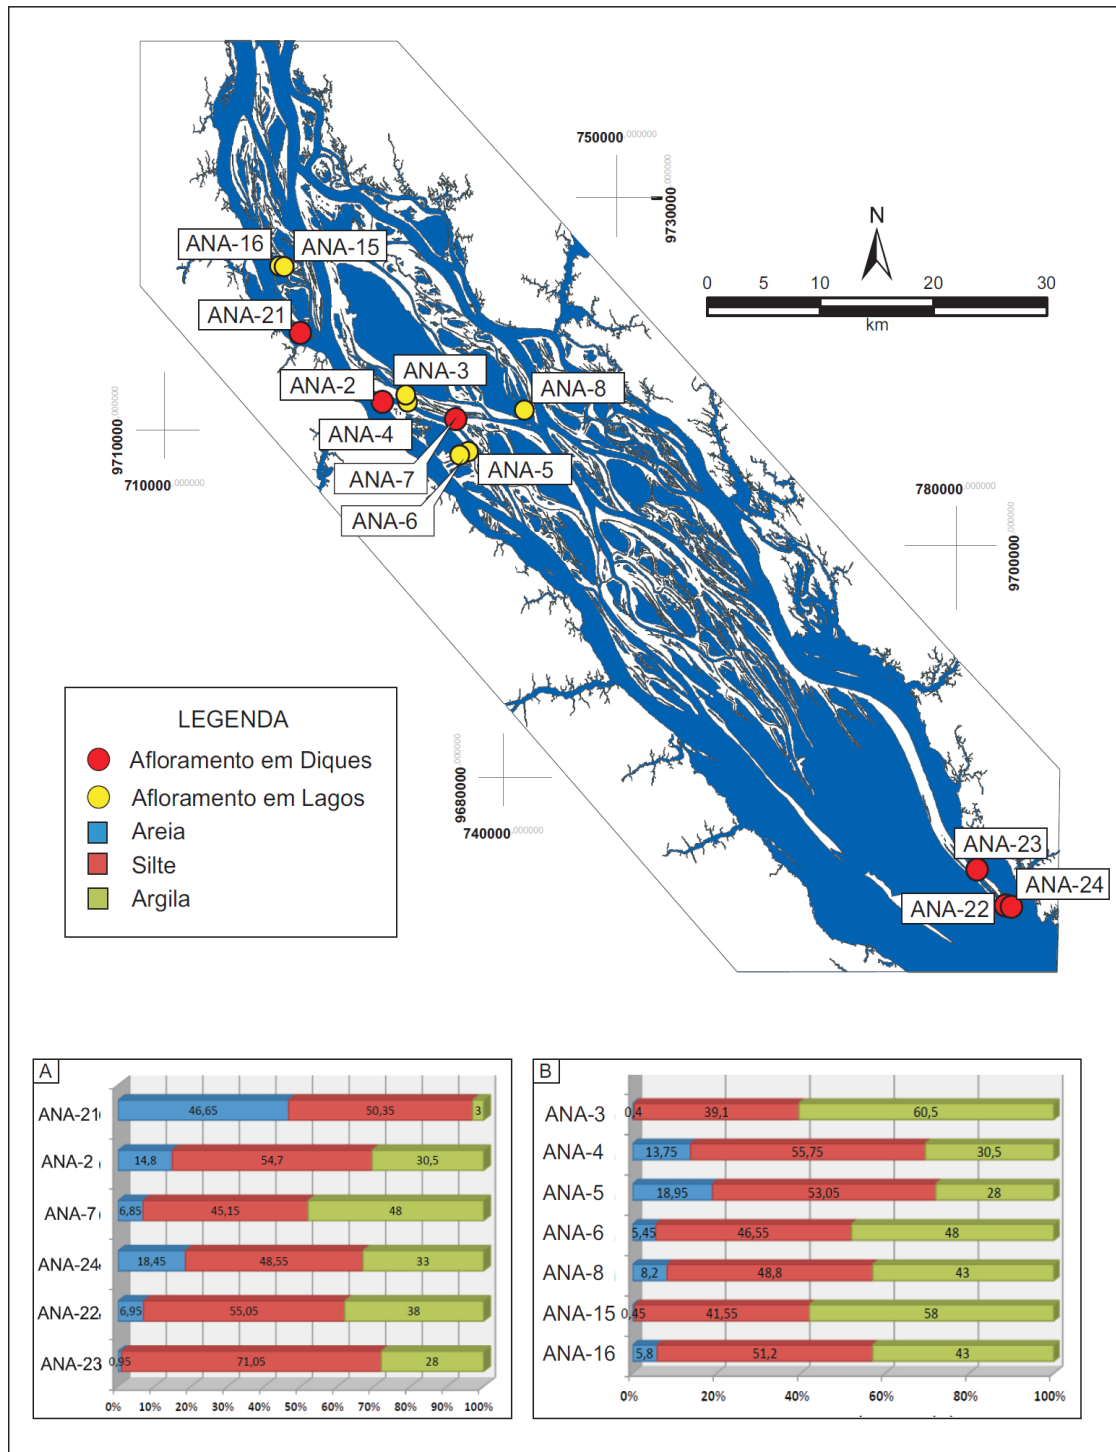 750000.000000
9730000.000000
N
0 5 10 20 30
km
ANA-16
ANA-15
ANA-21
ANA-3
ANA-2
ANA-8
ANA-4
ANA-7
ANA-5
ANA-6
9710000.000000
710000.000000
780000.000000
9700000.000000
9680000.000000
740000.000000
LEGENDA
Afloramento em Diques
Afloramento em Lagos
Areia
Silte
Argila
ANA-23
ANA-24
ANA-22
A
ANA-21 46,65 50,35 3
ANA-2 14,8 54,7 30,5
ANA-7 6,85 45,15 48
ANA-24 18,45 48,55 33
ANA-22 6,95 55,05 38
ANA-23 0,95 71,05 28
0% 10% 20% 30% 40% 50% 60% 70% 80% 90% 100%
B
ANA-3 0,4 39,1 60,5
ANA-4 13,75 55,75 30,5
ANA-5 18,95 53,05 28
ANA-6 5,45 46,55 48
ANA-8 8,2 48,8 43
ANA-15 0,45 41,55 58
ANA-16 5,8 51,2 43
0% 20% 40% 60% 80% 100%